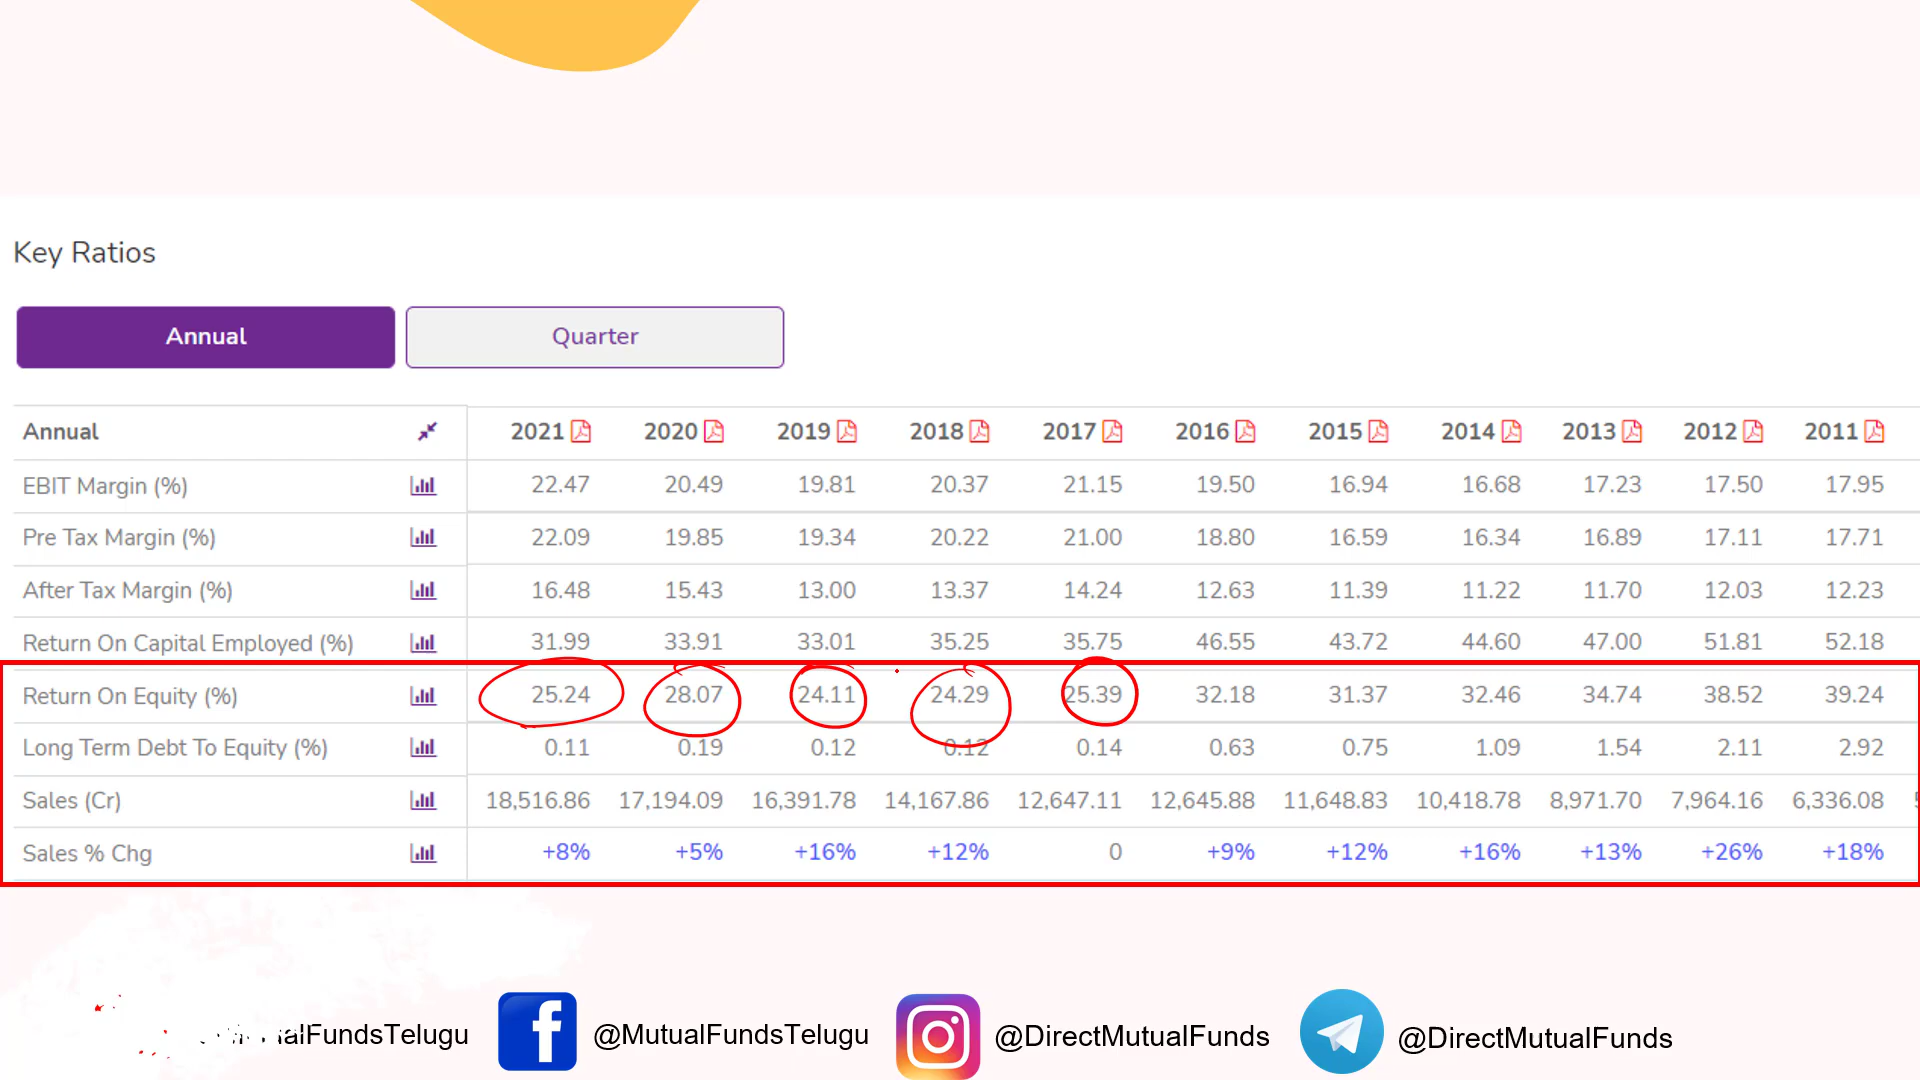 Key Ratios
Annual Quarter
Annual 2021 2020 2019 2018 2017 2016 2015 2014 2013 2012 2011
EBIT Margin (%) 22.47 20.49 19.81 20.37 21.15 19.50 16.94 16.68 17.23 17.50 17.95
Pre Tax Margin (%) 22.09 19.85 19.34 20.22 21.00 18.80 16.59 16.34 16.89 17.11 17.71
After Tax Margin (%) 16.48 15.43 13.00 13.37 14.24 12.63 11.39 11.22 11.70 12.03 12.23
Return On Capital Employed (%) 31.99 33.91 33.01 35.25 35.75 46.55 43.72 44.60 47.00 51.81 52.18
Return On Equity (%) 25.24 28.07 24.11 24.29 25.39 32.18 31.37 32.46 34.74 38.52 39.24
Long Term Debt To Equity (%) 0.11 0.19 0.12 0.12 0.14 0.63 0.75 1.09 1.54 2.11 2.92
Sales (Cr) 18,516.86 17,194.09 16,391.78 14,167.86 12,647.11 12,645.88 11,648.83 10,418.78 8,971.70 7,964.16 6,336.08
Sales % Chg +8% +5% +16% +12% 0 +9% +12% +16% +13% +26% +18%
@MutualFundsTelugu @DirectMutualFunds @DirectMutualFunds